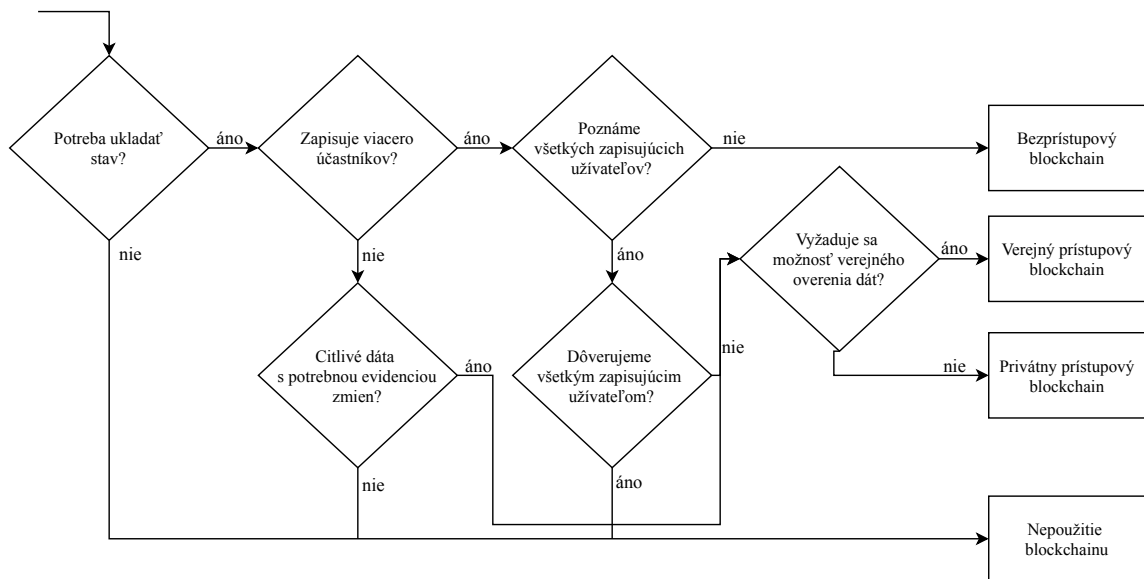 Potreba ukladať
stav?
áno
nie
Zapisuje viacero
účastníkov?
áno
nie
Poznáme
všetkých zapisujúcich
užívateľov?
nie
áno
Bezprístupový
blockchain
Vyžaduje sa
možnosť verejného
overenia dát?
áno
nie
Verejný prístupový
blockchain
Citlivé dáta
s potrebnou evidenciou
zmien?
áno
nie
Dôverujeme
všetkým zapisujúcim
užívateľom?
nie
áno
Privátny prístupový
blockchain
Nepoužitie
blockchainu